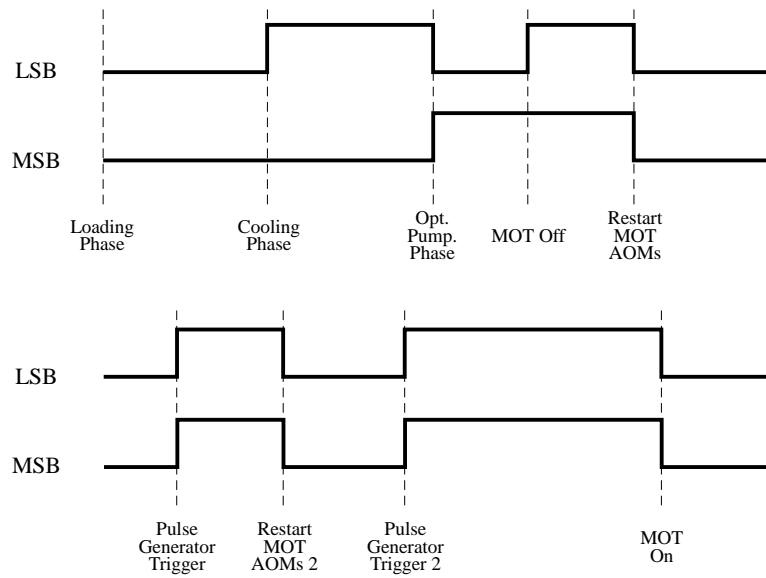 LSB
MSB
Loading
Phase
Cooling
Phase
Opt.
Pump.
Phase
MOT Off
Restart
MOT
AOMs
LSB
MSB
Pulse
Generator
Trigger
Restart
MOT
AOMs 2
Pulse
Generator
Trigger 2
MOT
On